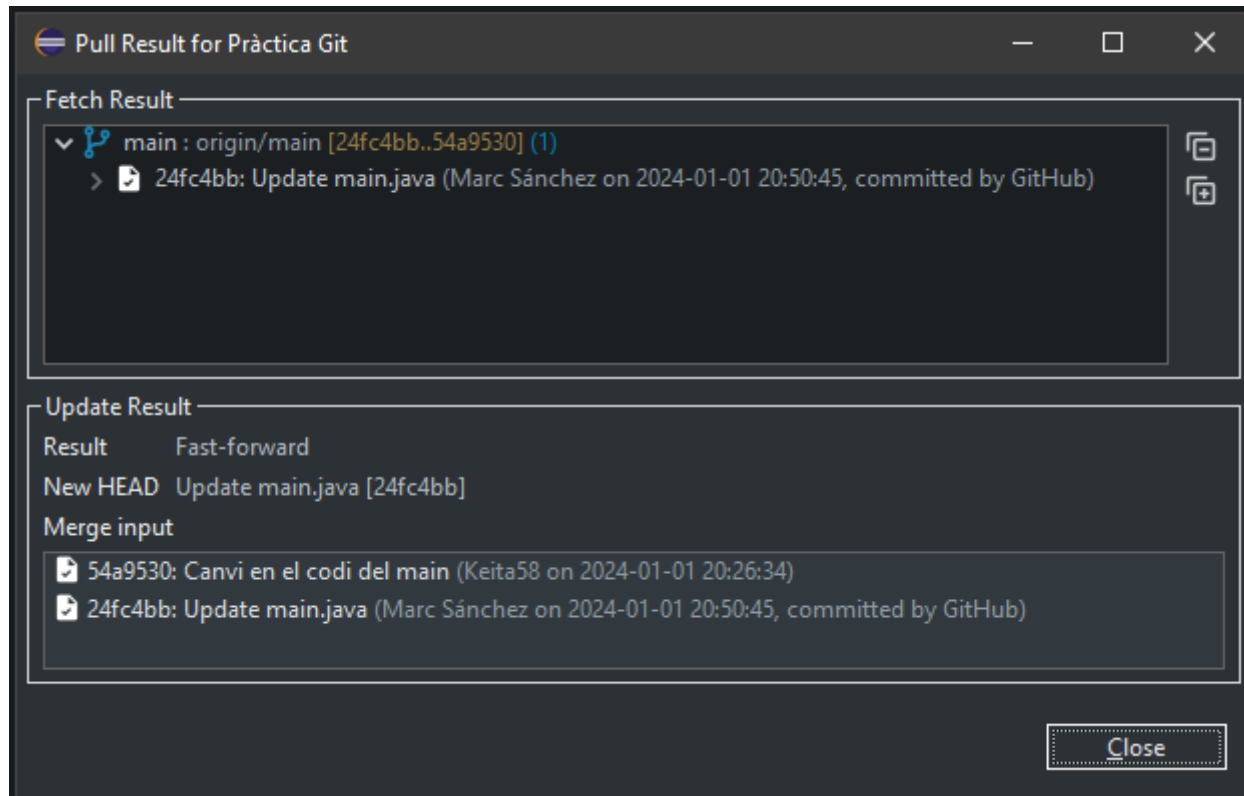 Pull Result for Pràctica Git
Fetch Result
main : origin/main [24fc4bb..54a9530] (1)
24fc4bb: Update main.java (Marc Sánchez on 2024-01-01 20:50:45, committed by GitHub)
Update Result
Result Fast-forward
New HEAD Update main.java [24fc4bb]
Merge input
54a9530: Canvi en el codi del main (Keita58 on 2024-01-01 20:26:34)
24fc4bb: Update main.java (Marc Sánchez on 2024-01-01 20:50:45, committed by GitHub)
Close